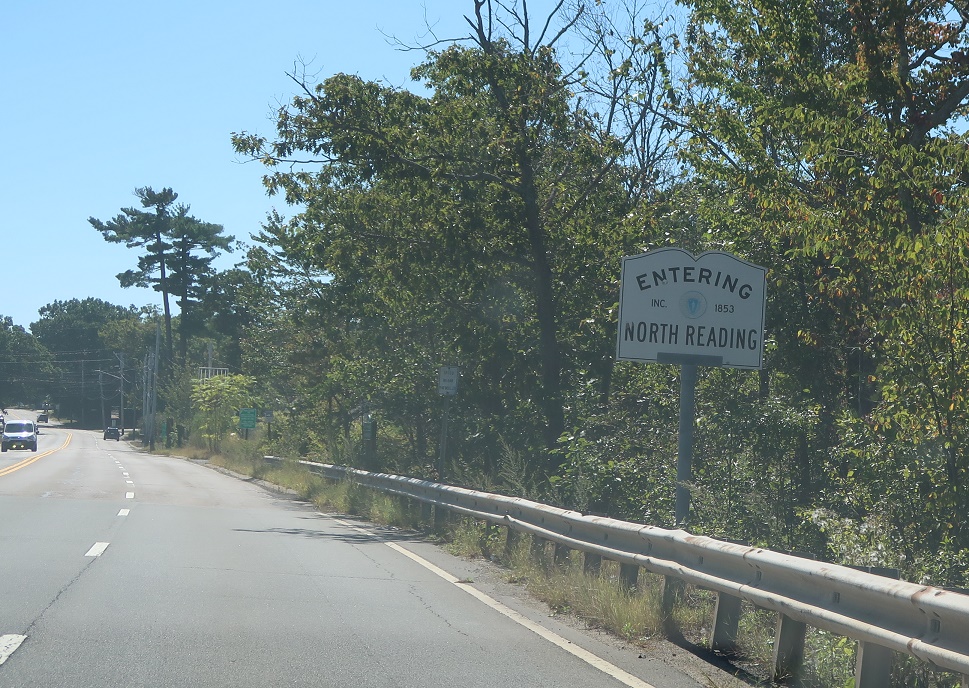 ENTERING
INC. 1853
NORTH READING